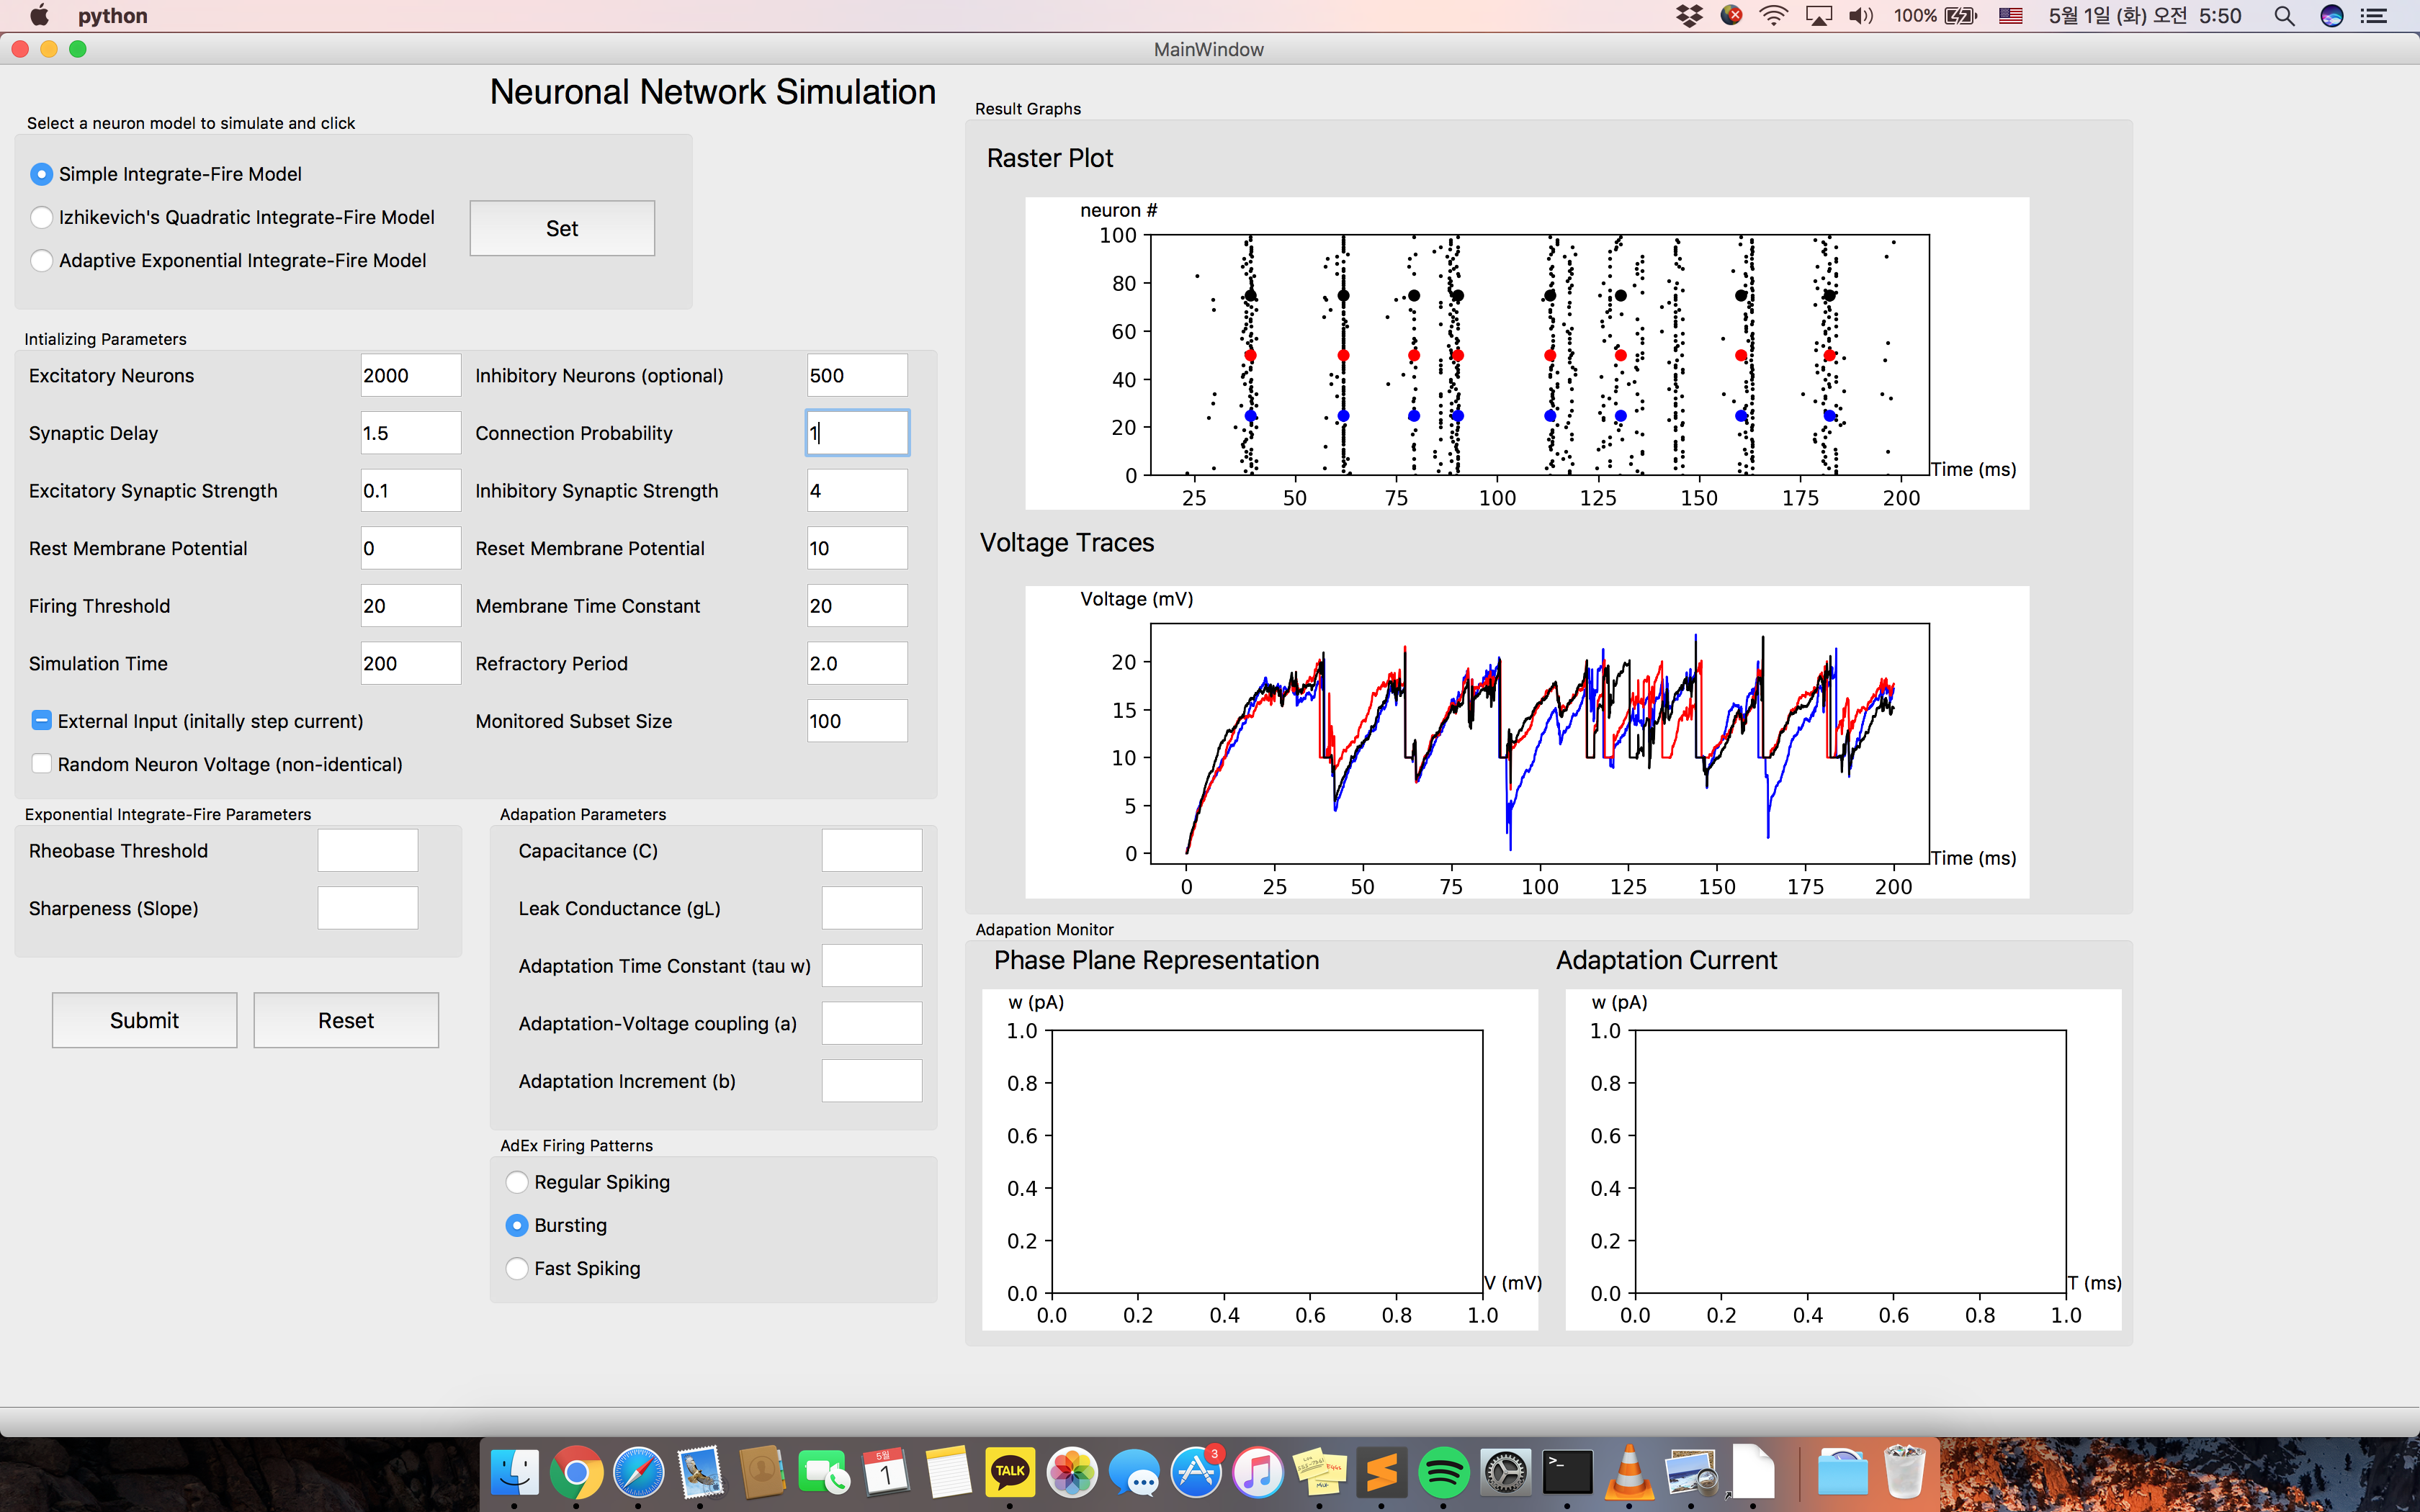 python
100%
5월 1일 (화) 오전 5:50
MainWindow
Neuronal Network Simulation
Select a neuron model to simulate and click
Simple Integrate-Fire Model
Izhikevich's Quadratic Integrate-Fire Model
Adaptive Exponential Integrate-Fire Model
Set
Intializing Parameters
Excitatory Neurons 2000 Inhibitory Neurons (optional) 500
Synaptic Delay 1.5 Connection Probability 1
Excitatory Synaptic Strength 0.1 Inhibitory Synaptic Strength 4
Rest Membrane Potential 0 Reset Membrane Potential 10
Firing Threshold 20 Membrane Time Constant 20
Simulation Time 200 Refractory Period 2.0
External Input (initally step current) Monitored Subset Size 100
Random Neuron Voltage (non-identical)
Exponential Integrate-Fire Parameters
Rheobase Threshold
Sharpeness (Slope)
Submit Reset
Adapation Parameters
Capacitance (C)
Leak Conductance (gL)
Adaptation Time Constant (tau w)
Adaptation-Voltage coupling (a)
Adaptation Increment (b)
AdEx Firing Patterns
Regular Spiking
Bursting
Fast Spiking
Result Graphs
Raster Plot
neuron #
100
80
60
40
20
0
Time (ms)
25 50 75 100 125 150 175 200
Voltage Traces
Voltage (mV)
20
15
10
5
0
Time (ms)
0 25 50 75 100 125 150 175 200
Adapation Monitor
Phase Plane Representation
w (pA)
1.0
0.8
0.6
0.4
0.2
0.0
V (mV)
0.0 0.2 0.4 0.6 0.8 1.0
Adaptation Current
w (pA)
1.0
0.8
0.6
0.4
0.2
0.0
T (ms)
0.0 0.2 0.4 0.6 0.8 1.0
5월
1
TALK
3
>_